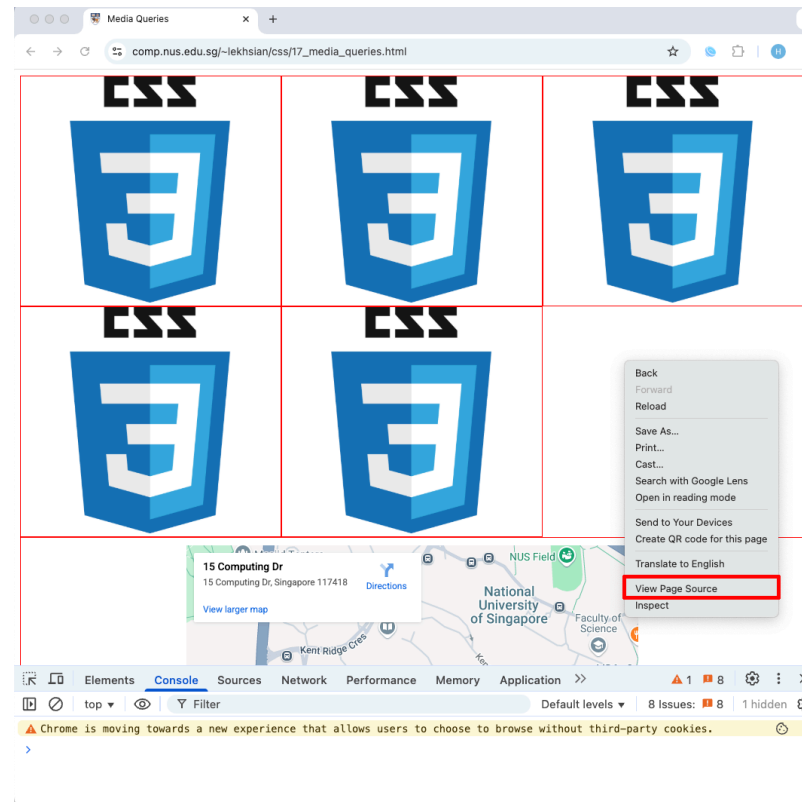 Media Queries
comp.nus.edu.sg/~lekhsian/css/17_media_queries.html
H
CSS
CSS
CSS
3
3
3
CSS
CSS
3
3
Back
Forward
Reload
Save As...
Print...
Cast...
Search with Google Lens
Open in reading mode
Send to Your Devices
Create QR code for this page
Translate to English
View Page Source
Inspect
15 Computing Dr
15 Computing Dr, Singapore 117418
Directions
View larger map
NUS Field
National
University
of Singapore
Faculty of
Science
Kent Ridge Cres
Elements Console Sources Network Performance Memory Application 1 8
top Filter Default levels 8 Issues: 8 1 hidden
Chrome is moving towards a new experience that allows users to choose to browse without third-party cookies.